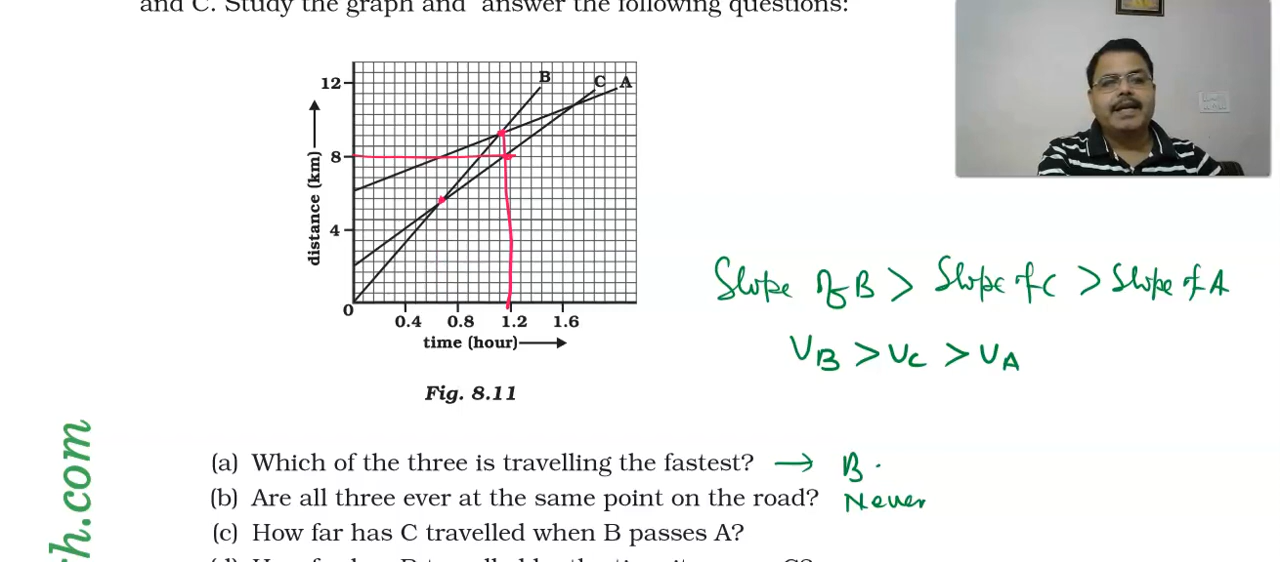 and C. Study the graph and answer the following questions:
12
8
4
0
distance (km)
B
C
A
0.4 0.8 1.2 1.6
time (hour)
Fig. 8.11
Slope of B > Slope of C > Slope of A
VB > VC > VA
(a) Which of the three is travelling the fastest? → B.
(b) Are all three ever at the same point on the road? Never
(c) How far has C travelled when B passes A?
h.com